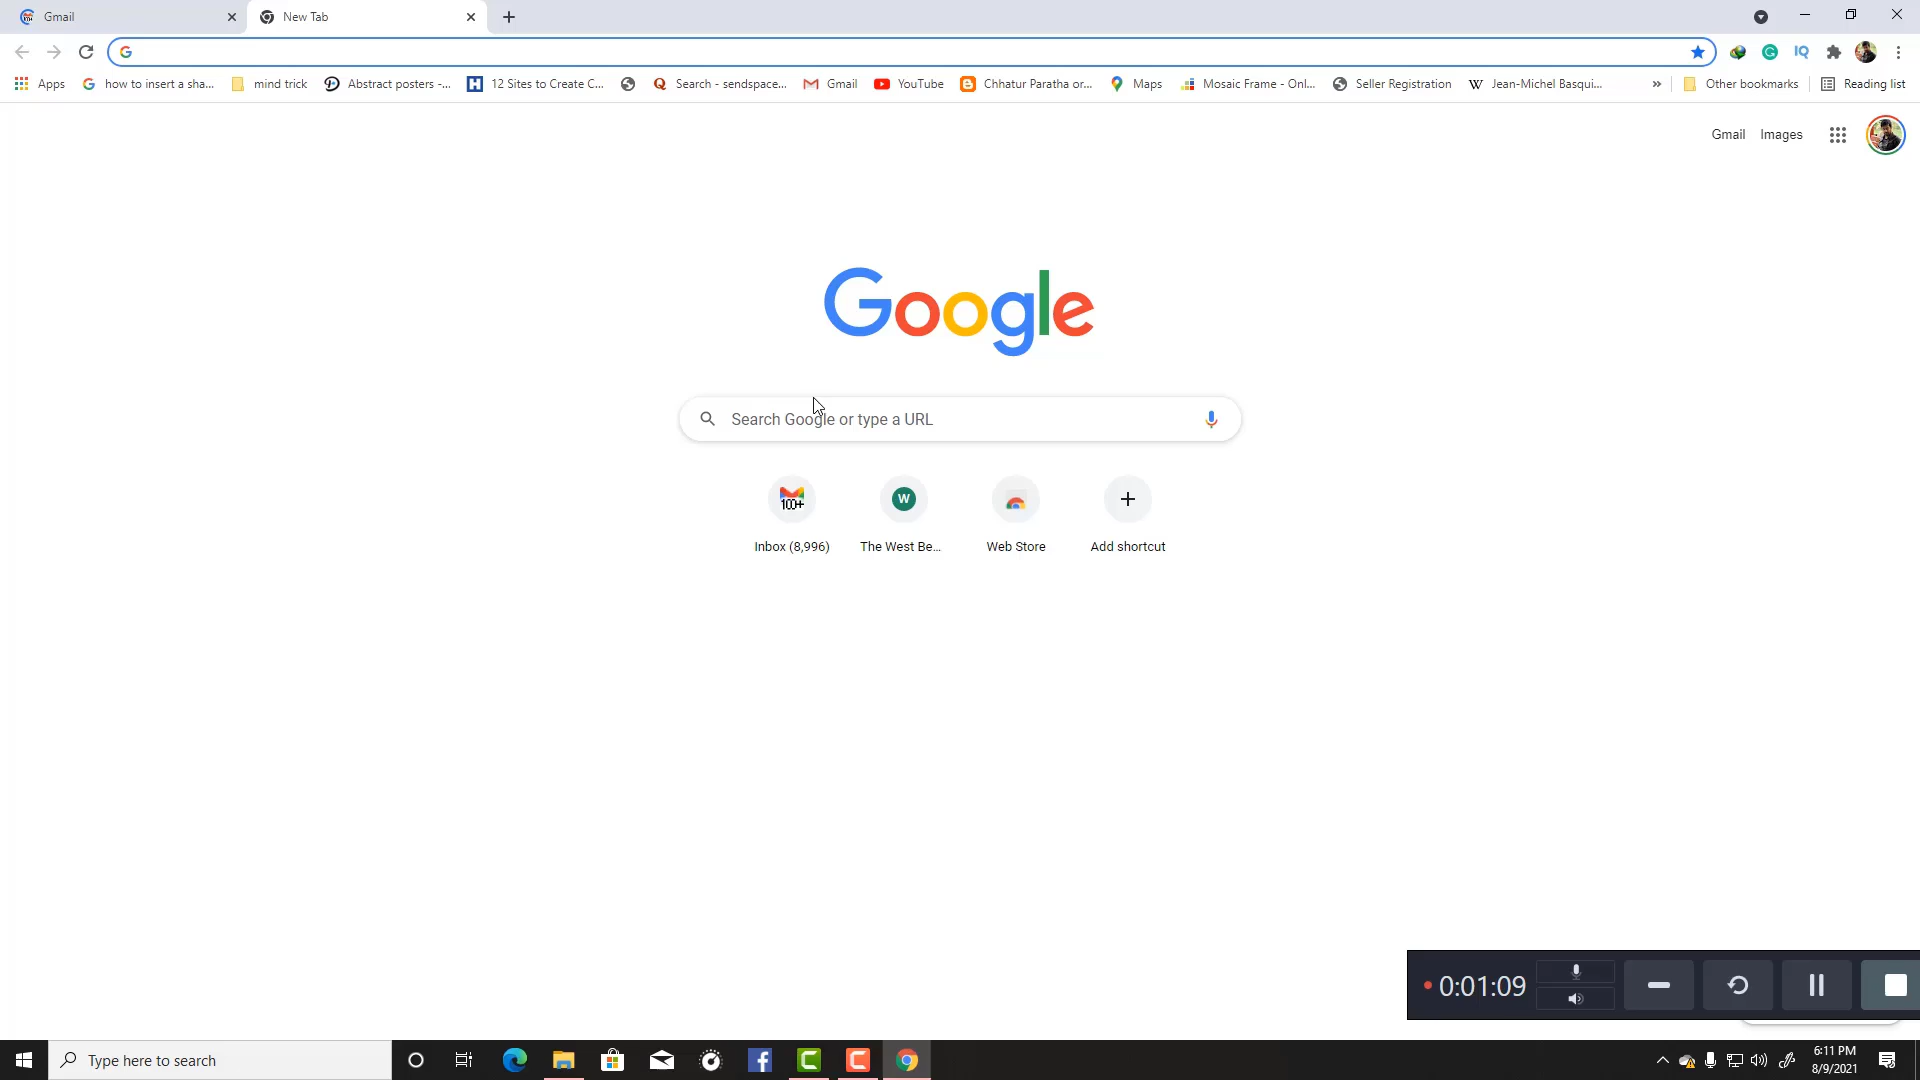 Gmail
New Tab
Apps
how to insert a sha...
mind trick
Abstract posters -...
12 Sites to Create C...
Search - sendspace...
Gmail
YouTube
Chhatur Paratha or...
Maps
Mosaic Frame - Onl...
Seller Registration
Jean-Michel Basqui...
Other bookmarks
Reading list
Gmail
Images
Google
Search Google or type a URL
100+
W
Inbox (8,996)
The West Be...
Web Store
Add shortcut
0:01:09
Type here to search
6:11 PM
8/9/2021